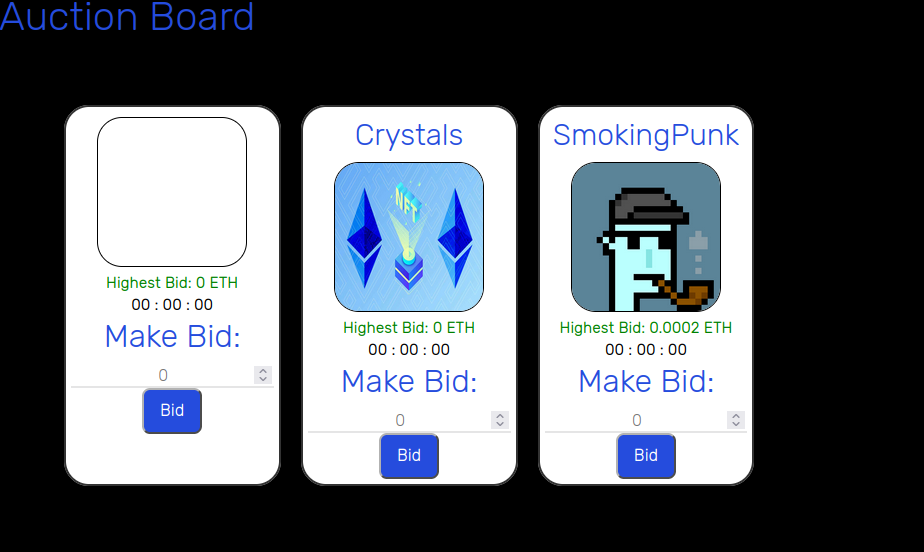 Auction Board
Highest Bid: 0 ETH
00 : 00 : 00
Make Bid:
0
Bid
Crystals
NFT
Highest Bid: 0 ETH
00 : 00 : 00
Make Bid:
0
Bid
SmokingPunk
Highest Bid: 0.0002 ETH
00 : 00 : 00
Make Bid:
0
Bid